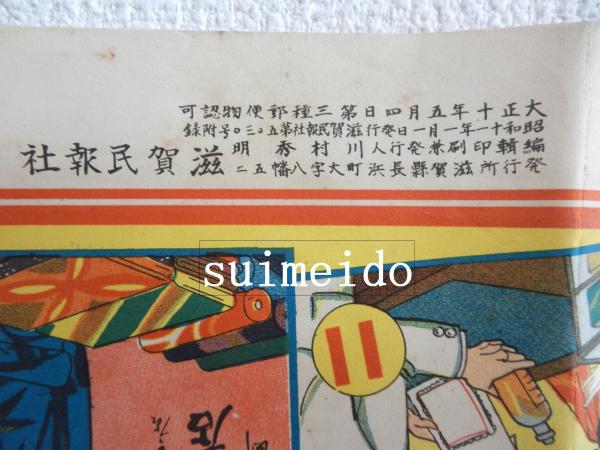 大正十年五月四日第三種郵便物認可
昭和十一年一月一日発行滋賀民報社第五〇三〇号附録
編輯印刷兼発行人川村秀明
発行所滋賀縣長浜町大字八幡五二
滋賀民報社
suimeido
店